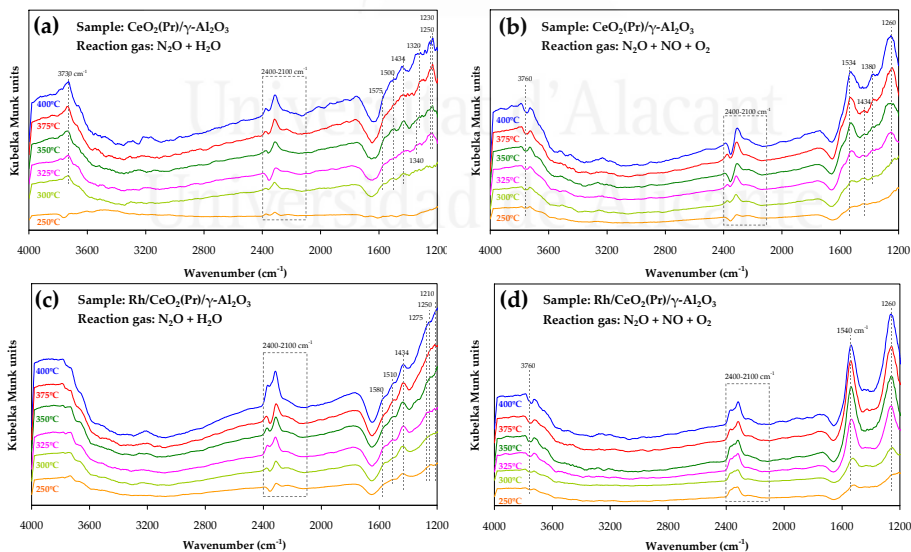 (a)
Sample: CeO₂(Pr)/γ-Al₂O₃
Reaction gas: N₂O + H₂O
1230
1250
1320
1434
1500
1575
2400-2100 cm⁻¹
3730 cm⁻¹
1340
400ºC
375ºC
350ºC
325ºC
300ºC
250ºC
Kubelka Munk units
4000 3600 3200 2800 2400 2000 1600 1200
Wavenumber (cm⁻¹)
(b)
Sample: CeO₂(Pr)/γ-Al₂O₃
Reaction gas: N₂O + NO + O₂
1260
1534
1380
1434
3760
2400-2100 cm⁻¹
400ºC
375ºC
350ºC
325ºC
300ºC
250ºC
Kubelka Munk units
4000 3600 3200 2800 2400 2000 1600 1200
Wavenumber (cm⁻¹)
(c)
Sample: Rh/CeO₂(Pr)/γ-Al₂O₃
Reaction gas: N₂O + H₂O
1210
1250
1275
1434
1510
1580
2400-2100 cm⁻¹
400ºC
375ºC
350ºC
325ºC
300ºC
250ºC
Kubelka Munk units
4000 3600 3200 2800 2400 2000 1600 1200
Wavenumber (cm⁻¹)
(d)
Sample: Rh/CeO₂(Pr)/γ-Al₂O₃
Reaction gas: N₂O + NO + O₂
1260
1540 cm⁻¹
3760
2400-2100 cm⁻¹
400ºC
375ºC
350ºC
325ºC
300ºC
250ºC
Kubelka Munk units
4000 3600 3200 2800 2400 2000 1600 1200
Wavenumber (cm⁻¹)
Universitat d'Alacant
Universidad de Alicante